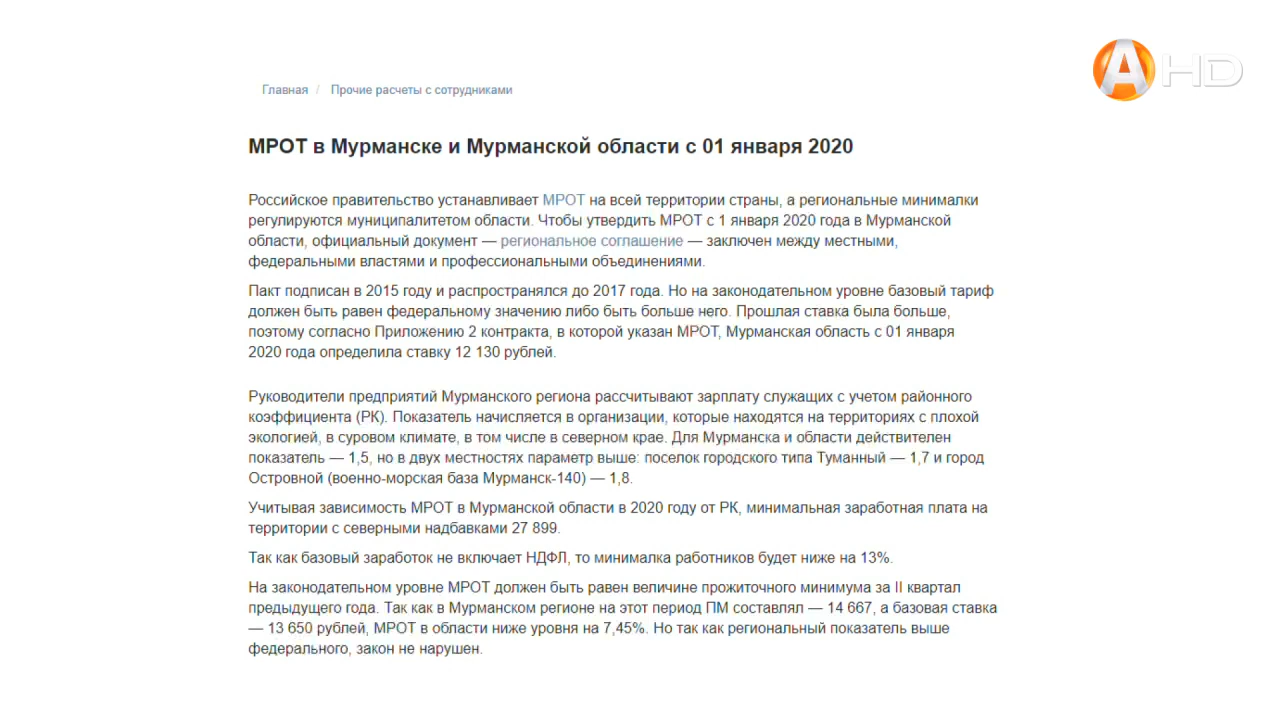 AHD
Главная / Прочие расчеты с сотрудниками
МРОТ в Мурманске и Мурманской области с 01 января 2020
Российское правительство устанавливает МРОТ на всей территории страны, а региональные минималки
регулируются муниципалитетом области. Чтобы утвердить МРОТ с 1 января 2020 года в Мурманской
области, официальный документ — региональное соглашение — заключен между местными,
федеральными властями и профессиональными объединениями.
Пакт подписан в 2015 году и распространялся до 2017 года. Но на законодательном уровне базовый тариф
должен быть равен федеральному значению либо быть больше него. Прошлая ставка была больше,
поэтому согласно Приложению 2 контракта, в которой указан МРОТ, Мурманская область с 01 января
2020 года определила ставку 12 130 рублей.
Руководители предприятий Мурманского региона рассчитывают зарплату служащих с учетом районного
коэффициента (РК). Показатель начисляется в организации, которые находятся на территориях с плохой
экологией, в суровом климате, в том числе в северном крае. Для Мурманска и области действителен
показатель — 1,5, но в двух местностях параметр выше: поселок городского типа Туманный — 1,7 и город
Островной (военно-морская база Мурманск-140) — 1,8.
Учитывая зависимость МРОТ в Мурманской области в 2020 году от РК, минимальная заработная плата на
территории с северными надбавками 27 899.
Так как базовый заработок не включает НДФЛ, то минималка работников будет ниже на 13%.
На законодательном уровне МРОТ должен быть равен величине прожиточного минимума за II квартал
предыдущего года. Так как в Мурманском регионе на этот период ПМ составлял — 14 667, а базовая ставка
— 13 650 рублей, МРОТ в области ниже уровня на 7,45%. Но так как региональный показатель выше
федерального, закон не нарушен.